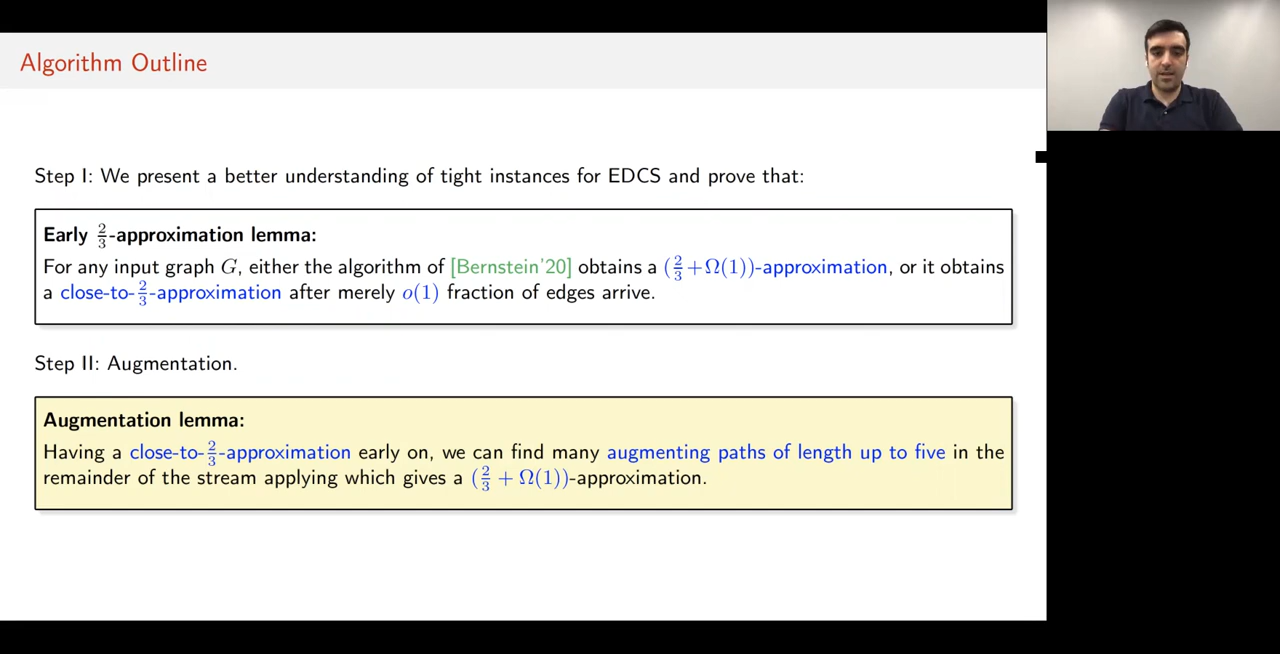 Algorithm Outline
Step I: We present a better understanding of tight instances for EDCS and prove that:
Early 2/3-approximation lemma:
For any input graph G, either the algorithm of [Bernstein'20] obtains a (2/3 + Ω(1))-approximation, or it obtains
a close-to-2/3-approximation after merely o(1) fraction of edges arrive.
Step II: Augmentation.
Augmentation lemma:
Having a close-to-2/3-approximation early on, we can find many augmenting paths of length up to five in the
remainder of the stream applying which gives a (2/3 + Ω(1))-approximation.